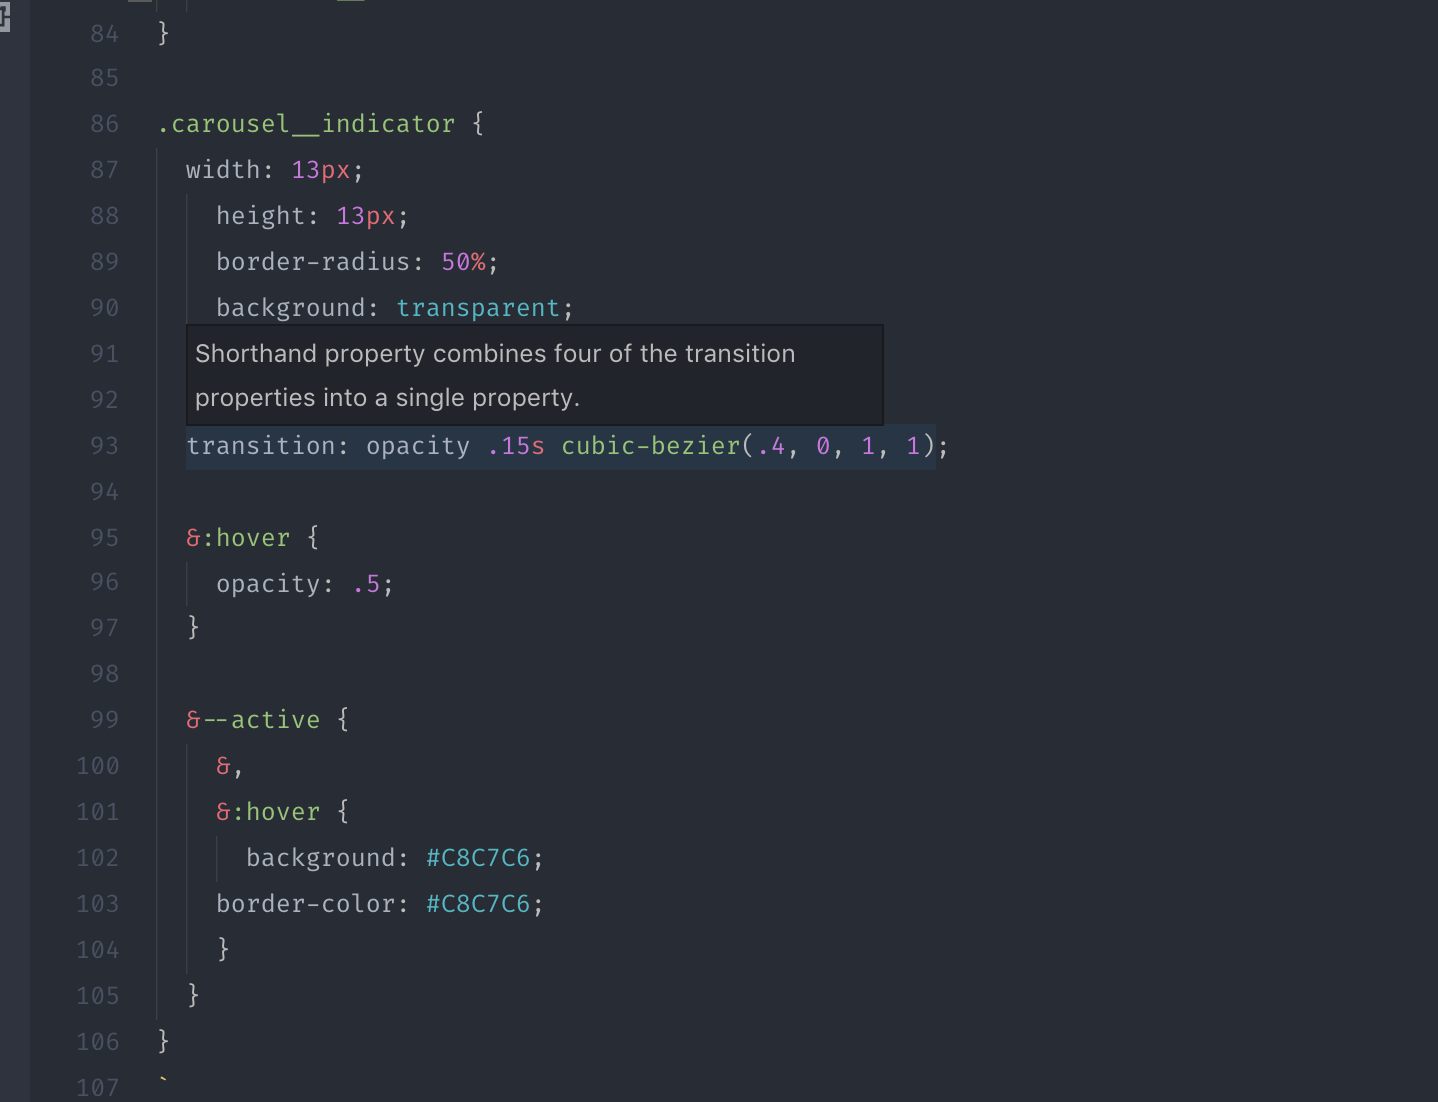 84 }
85
86 .carousel__indicator {
87 width: 13px;
88 height: 13px;
89 border-radius: 50%;
90 background: transparent;
91 Shorthand property combines four of the transition
92 properties into a single property.
93 transition: opacity .15s cubic-bezier(.4, 0, 1, 1);
94
95 &:hover {
96 opacity: .5;
97 }
98
99 &--active {
100 &,
101 &:hover {
102 background: #C8C7C6;
103 border-color: #C8C7C6;
104 }
105 }
106 }
107 `